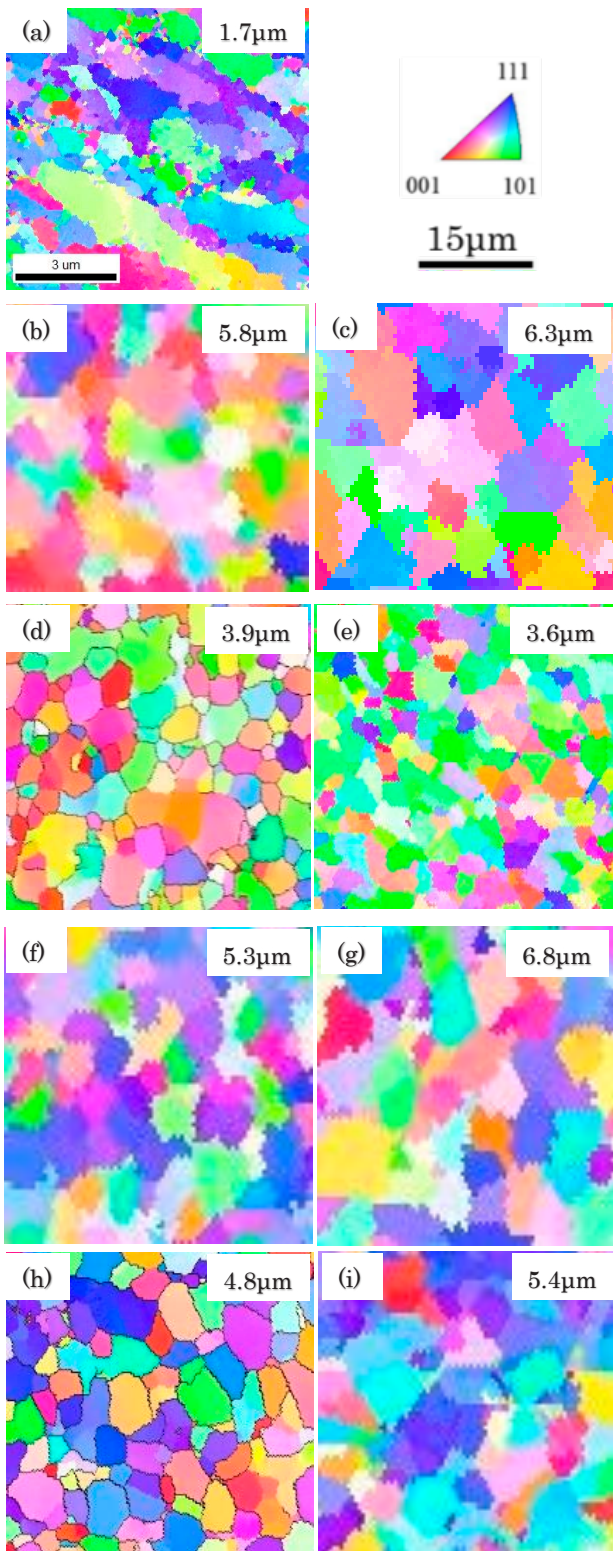 (a) 1.7µm
111
001 101
15µm
3 um
(b) 5.8µm
(c) 6.3µm
(d) 3.9µm
(e) 3.6µm
(f) 5.3µm
(g) 6.8µm
(h) 4.8µm
(i) 5.4µm